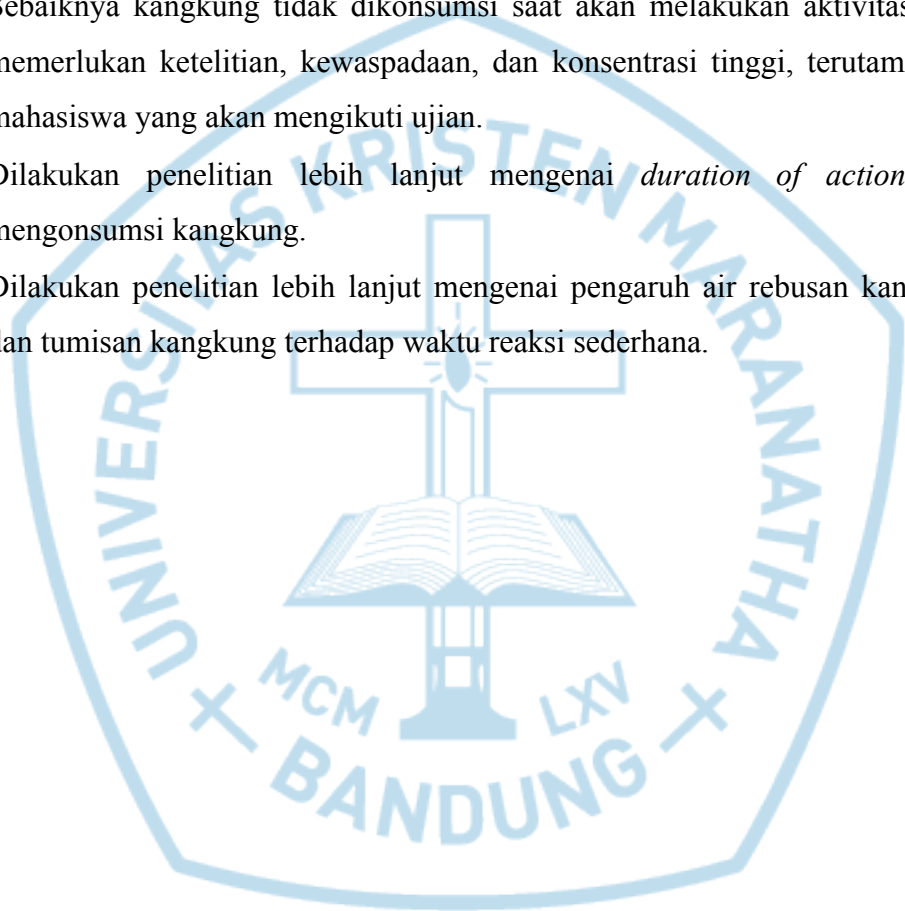 Sebaiknya kangkung tidak dikonsumsi saat akan melakukan aktivitas
memerlukan ketelitian, kewaspadaan, dan konsentrasi tinggi,
mahasiswa yang akan mengikuti ujian.
Dilakukan penelitian lebih lanjut mengenai duration of action
mengonsumsi kangkung.
Dilakukan penelitian lebih lanjut mengenai pengaruh air rebusan
dan tumisan kangkung terhadap waktu reaksi sederhana.
UNIVERSITAS KRISTEN MARANATHA
MCM LXV
BANDUNG